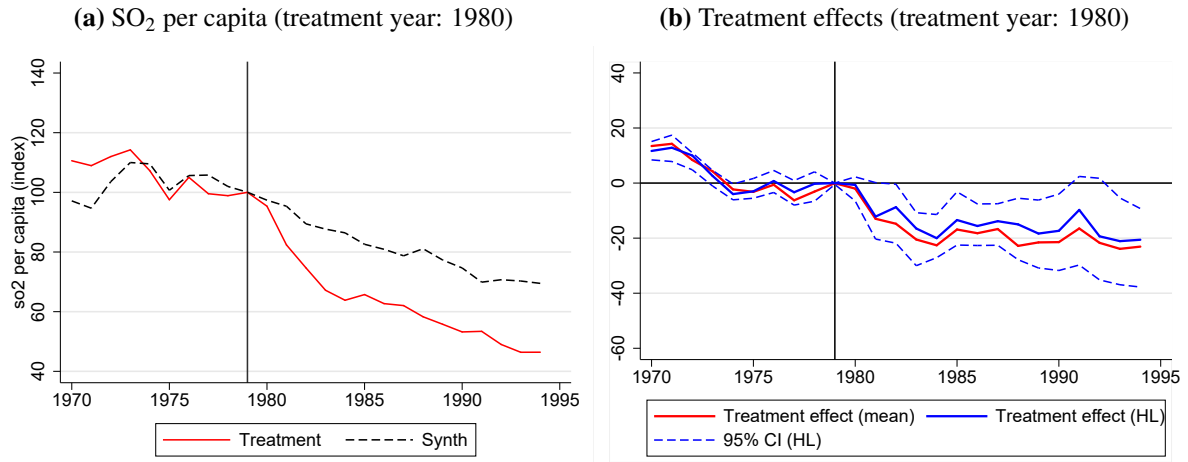 (a) SO₂ per capita (treatment year: 1980)
so2 per capita (index)
140
120
100
80
60
40
1970 1975 1980 1985 1990 1995
Treatment Synth
(b) Treatment effects (treatment year: 1980)
40
20
0
-20
-40
-60
1970 1975 1980 1985 1990 1995
Treatment effect (mean) Treatment effect (HL)
95% CI (HL)